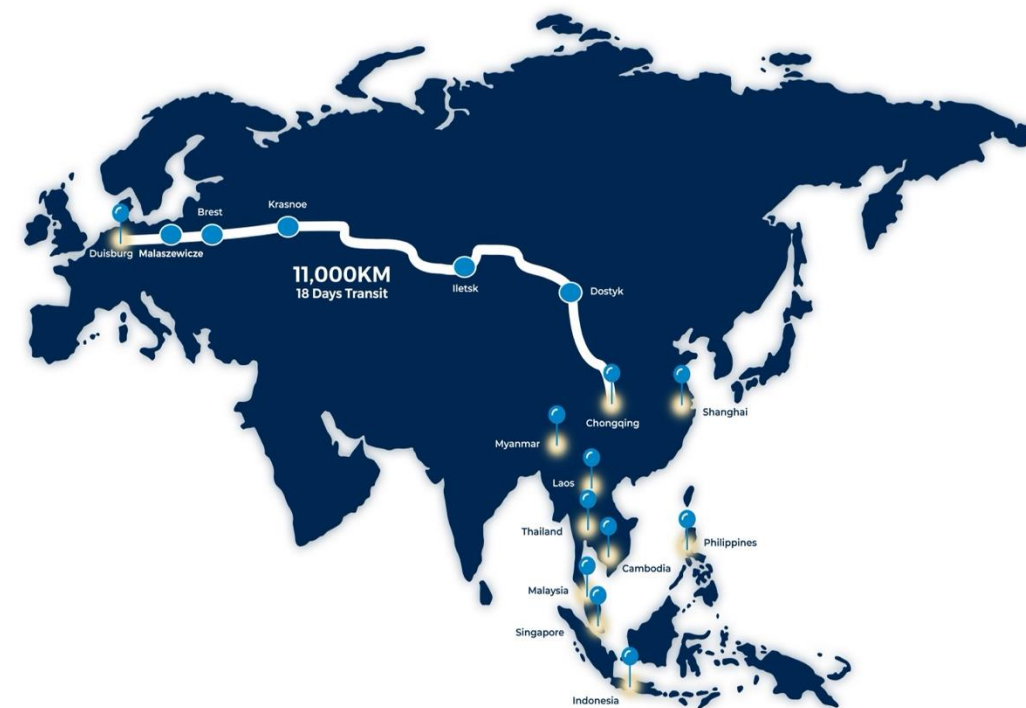 Krasnoe
Brest
Duisburg
Malaszewicze
11,000KM
18 Days Transit
Iletsk
Dostyk
Chongqing
Shanghai
Myanmar
Laos
Thailand
Philippines
Cambodia
Malaysia
Singapore
Indonesia